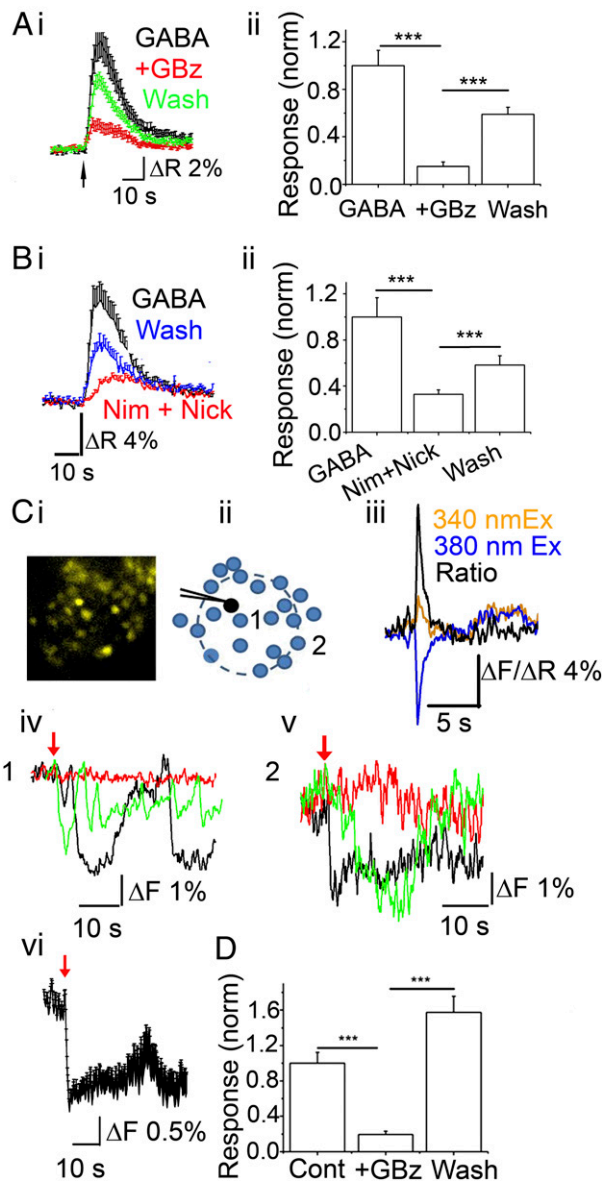 A i
GABA
+GBz
Wash
ΔR 2%
10 s
ii
Response (norm)
1.2
0.8
0.4
0.0
***
***
GABA +GBz Wash
B i
GABA
Wash
Nim + Nick
ΔR 4%
10 s
ii
Response (norm)
1.2
0.8
0.4
0.0
***
***
GABA Nim+Nick Wash
C i
ii
1
2
iii
340 nmEx
380 nm Ex
Ratio
ΔF/ΔR 4%
5 s
iv
1
ΔF 1%
10 s
v
2
ΔF 1%
10 s
vi
ΔF 0.5%
10 s
D
Response (norm)
1.6
1.2
0.8
0.4
0.0
***
***
Cont +GBz Wash